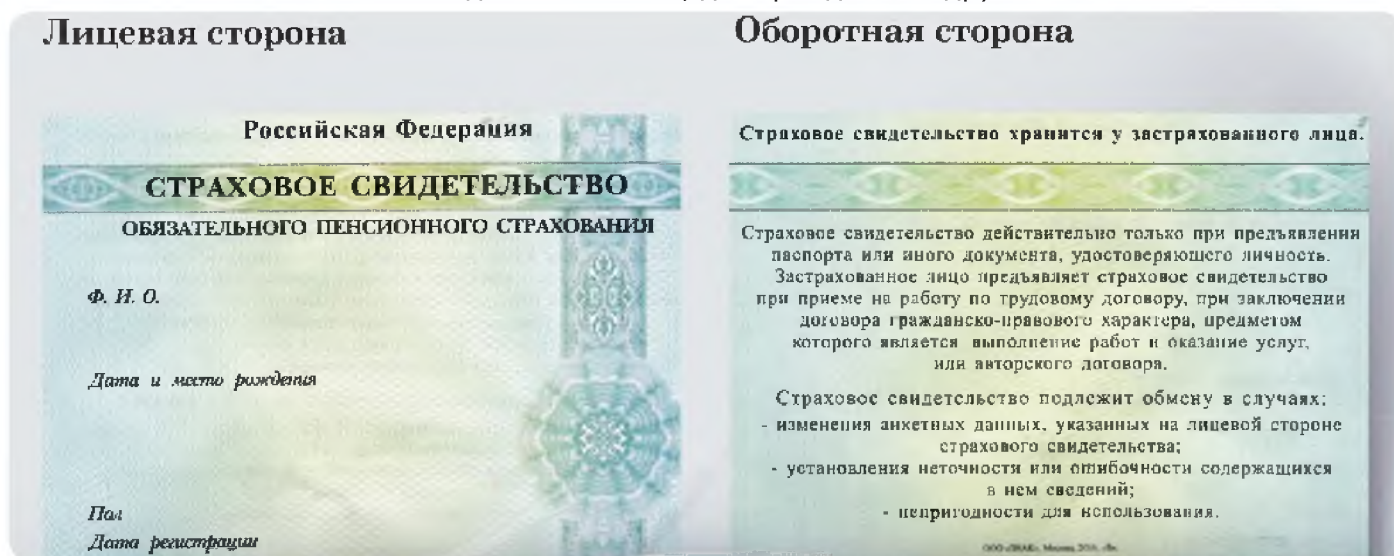 Лицевая сторона
Российская Федерация
СТРАХОВОЕ СВИДЕТЕЛЬСТВО
ОБЯЗАТЕЛЬНОГО ПЕНСИОННОГО СТРАХОВАНИЯ
Ф. И. О.
Дата и место рождения
Пол
Дата регистрации
Оборотная сторона
Страховое свидетельство хранится у застрахованного лица.
Страховое свидетельство действительно только при предъявлении
паспорта или иного документа, удостоверяющего личность.
Застрахованное лицо предъявляет страховое свидетельство
при приеме на работу по трудовому договору, при заключении
договора гражданско-правового характера, предметом
которого является выполнение работ и оказание услуг,
или авторского договора.
Страховое свидетельство подлежит обмену в случаях:
- изменения анкетных данных, указанных на лицевой стороне
страхового свидетельства;
- установления неточности или ошибочности содержащихся
в нем сведений;
- непригодности для использования.